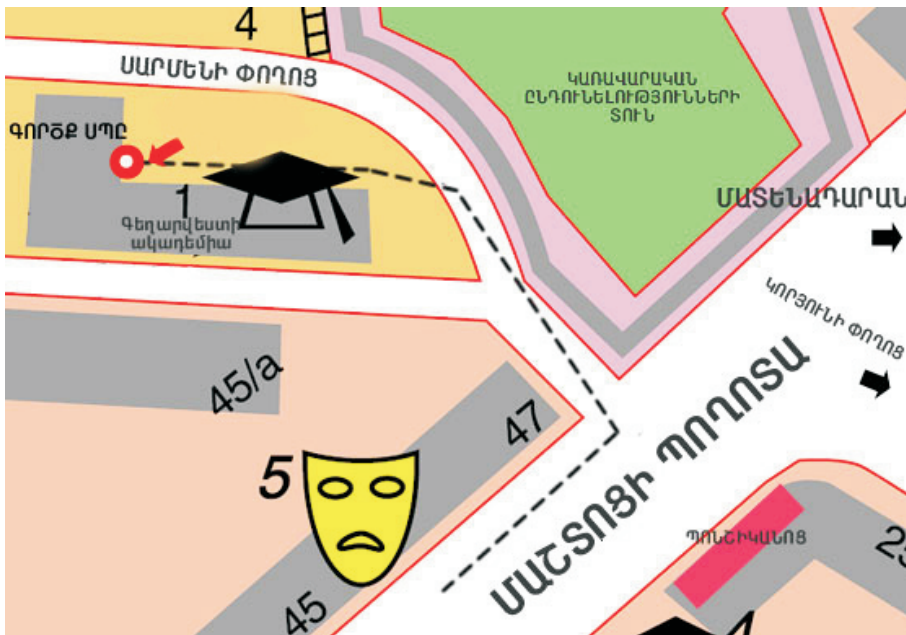 4
ՍԱՐՄԵՆԻ ՓՈՂՈՑ
ԿԱՌԱՎԱՐԱԿԱՆ
ԸՆԴՈՒՆԵԼՈՒԹՅՈՒՆՆԵՐԻ
ՏՈՒՆ
ԳՈՐԾՔ ՍՊԸ
1
Գեղարվեստի
ակադեմիա
ՄԱՏԵՆԱԴԱՐԱՆ
ԿՈՐՅՈՒՆԻ ՓՈՂՈՑ
45/a
47
5
ՄԱՇՏՈՑԻ ՊՈՂՈՏԱ
ՊՈՆՇԻԿԱՆՈՑ
45